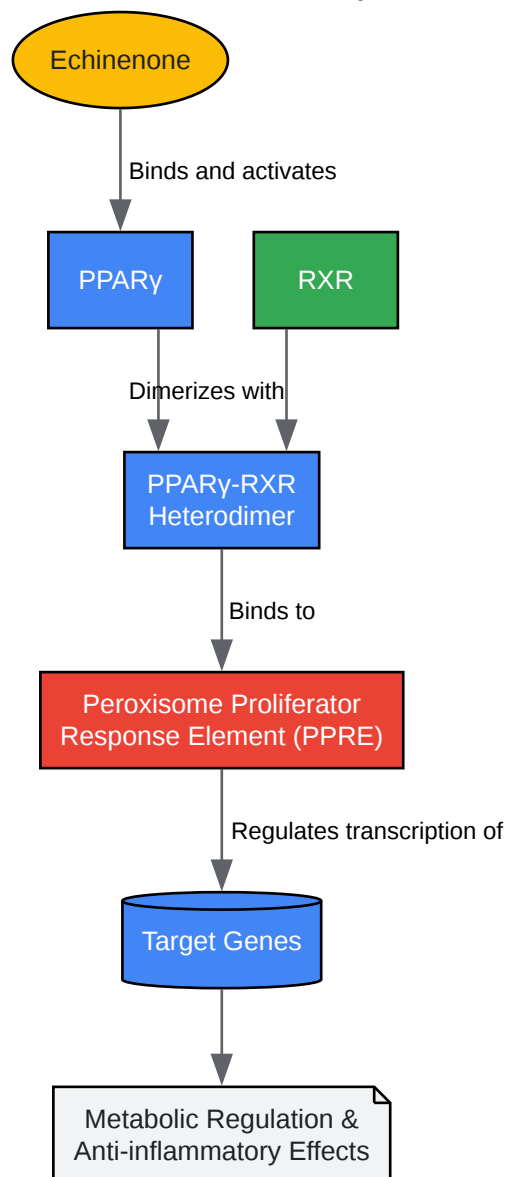 Echinenone
Binds and activates
PPARγ
RXR
Dimerizes with
PPARγ-RXR
Heterodimer
Binds to
Peroxisome Proliferator
Response Element (PPRE)
Regulates transcription of
Target Genes
Metabolic Regulation &
Anti-inflammatory Effects